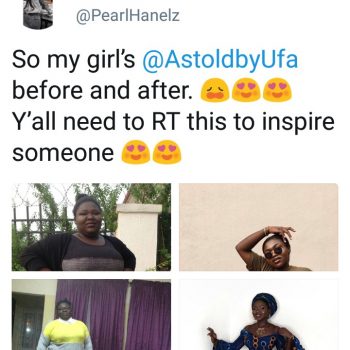 @PearlHanelz
So my girl's @AstoldbyUfa
before and after. 😩😍😍
Y'all need to RT this to inspire
someone 😍😍